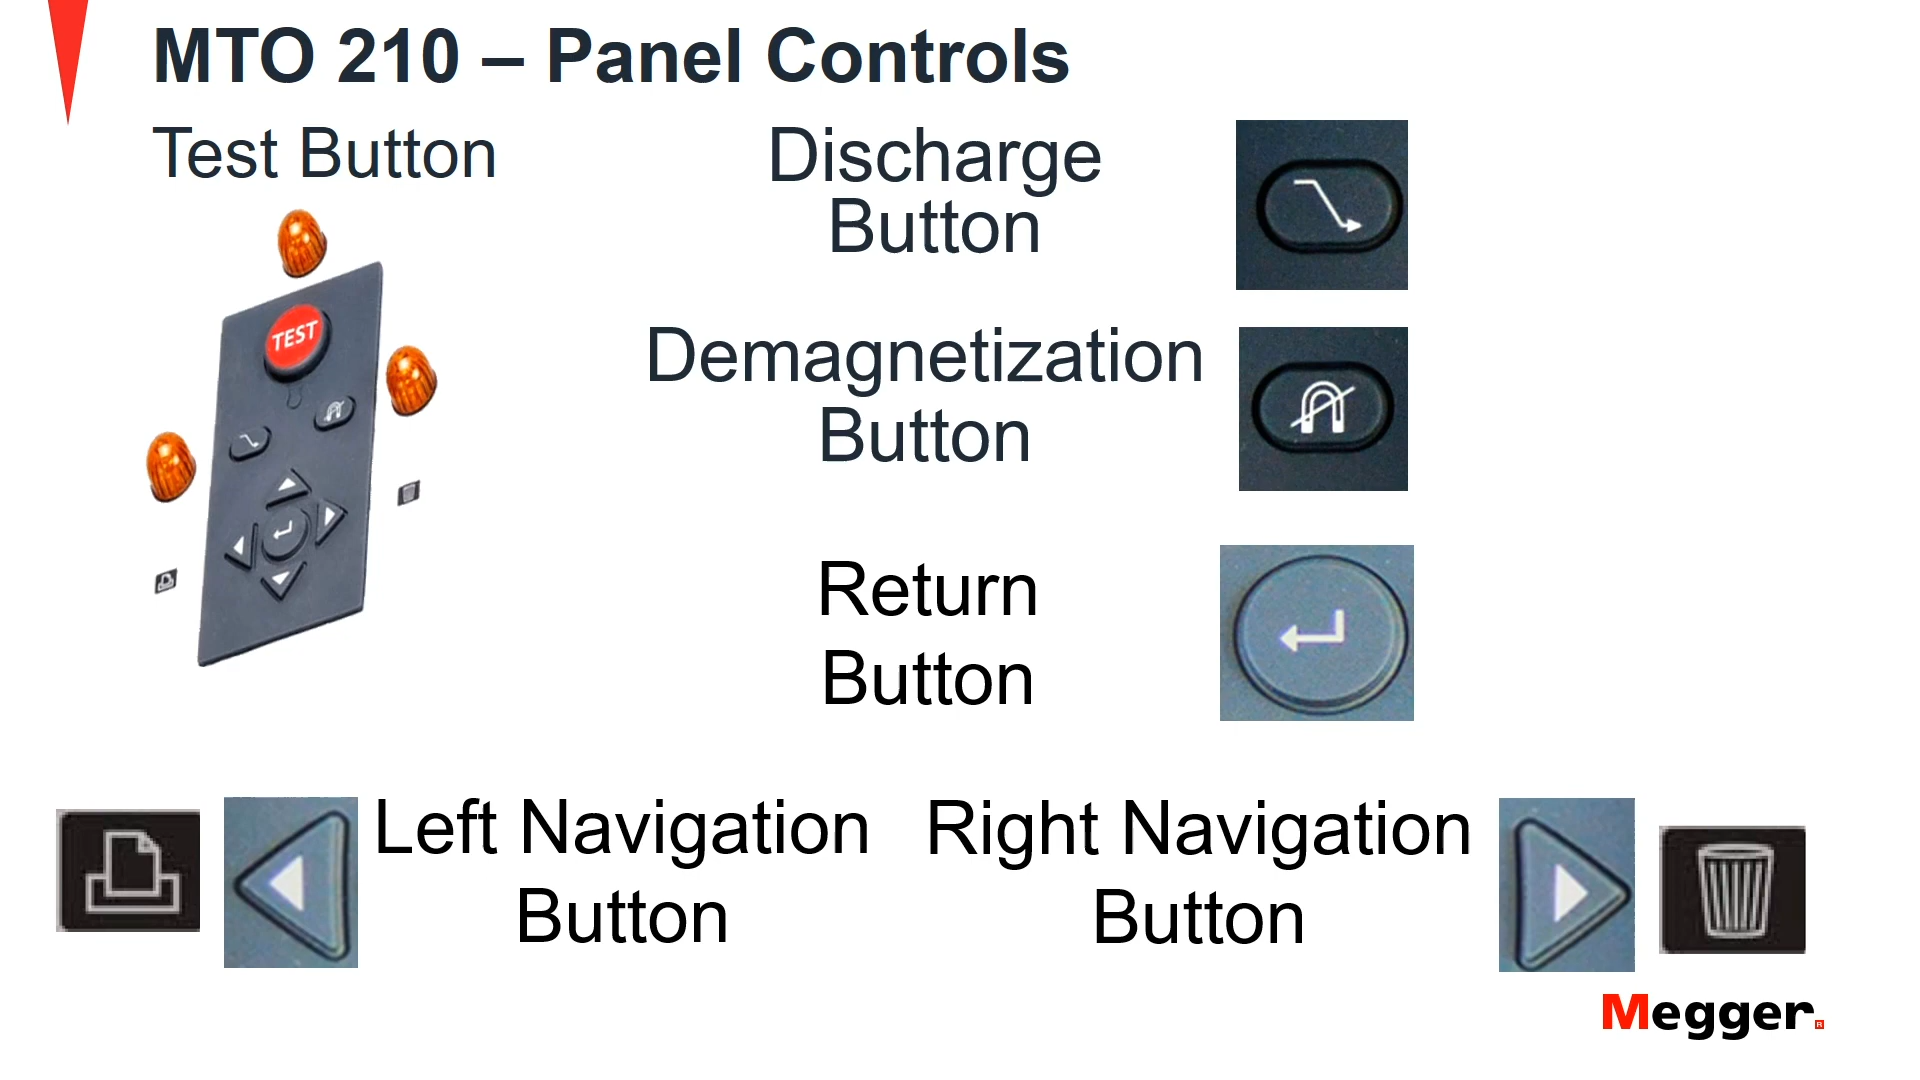 MTO 210 – Panel Controls
Test Button
TEST
Discharge
Button
Demagnetization
Button
Return
Button
Left Navigation
Button
Right Navigation
Button
Megger®